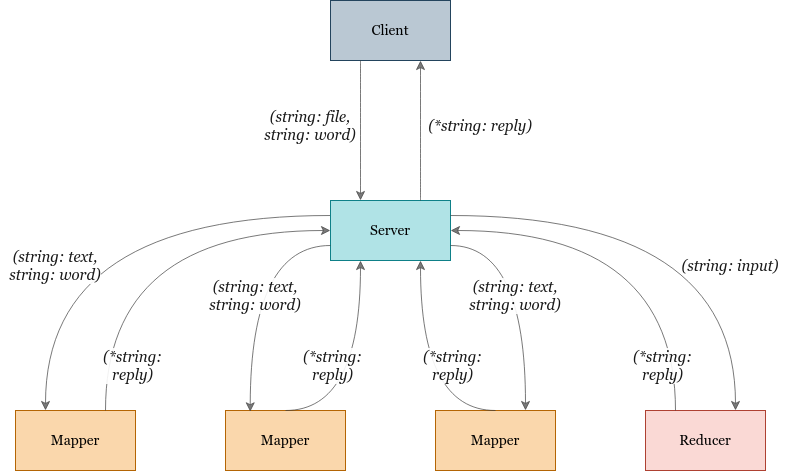 Client
(string: file,
string: word)
(*string: reply)
Server
(string: text,
string: word)
(string: text,
string: word)
(string: text,
string: word)
(string: input)
(*string:
reply)
(*string:
reply)
(*string:
reply)
(*string:
reply)
Mapper
Mapper
Mapper
Reducer